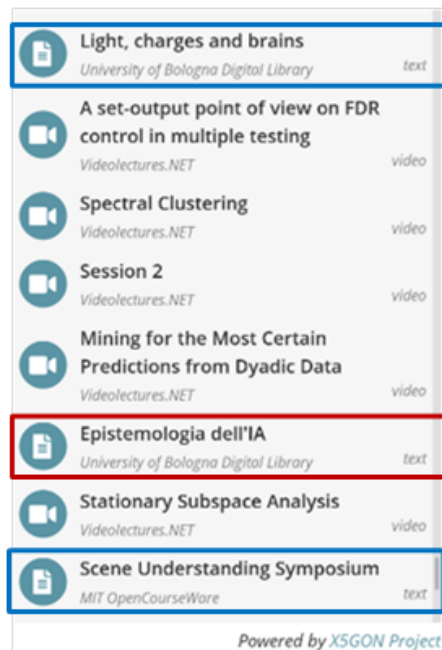 Light, charges and brains
University of Bologna Digital Library text
A set-output point of view on FDR
control in multiple testing
Videolectures.NET video
Spectral Clustering
Videolectures.NET video
Session 2
Videolectures.NET video
Mining for the Most Certain
Predictions from Dyadic Data
Videolectures.NET video
Epistemologia dell'IA
University of Bologna Digital Library text
Stationary Subspace Analysis
Videolectures.NET video
Scene Understanding Symposium
MIT OpenCourseWare text
Powered by X5GON Project